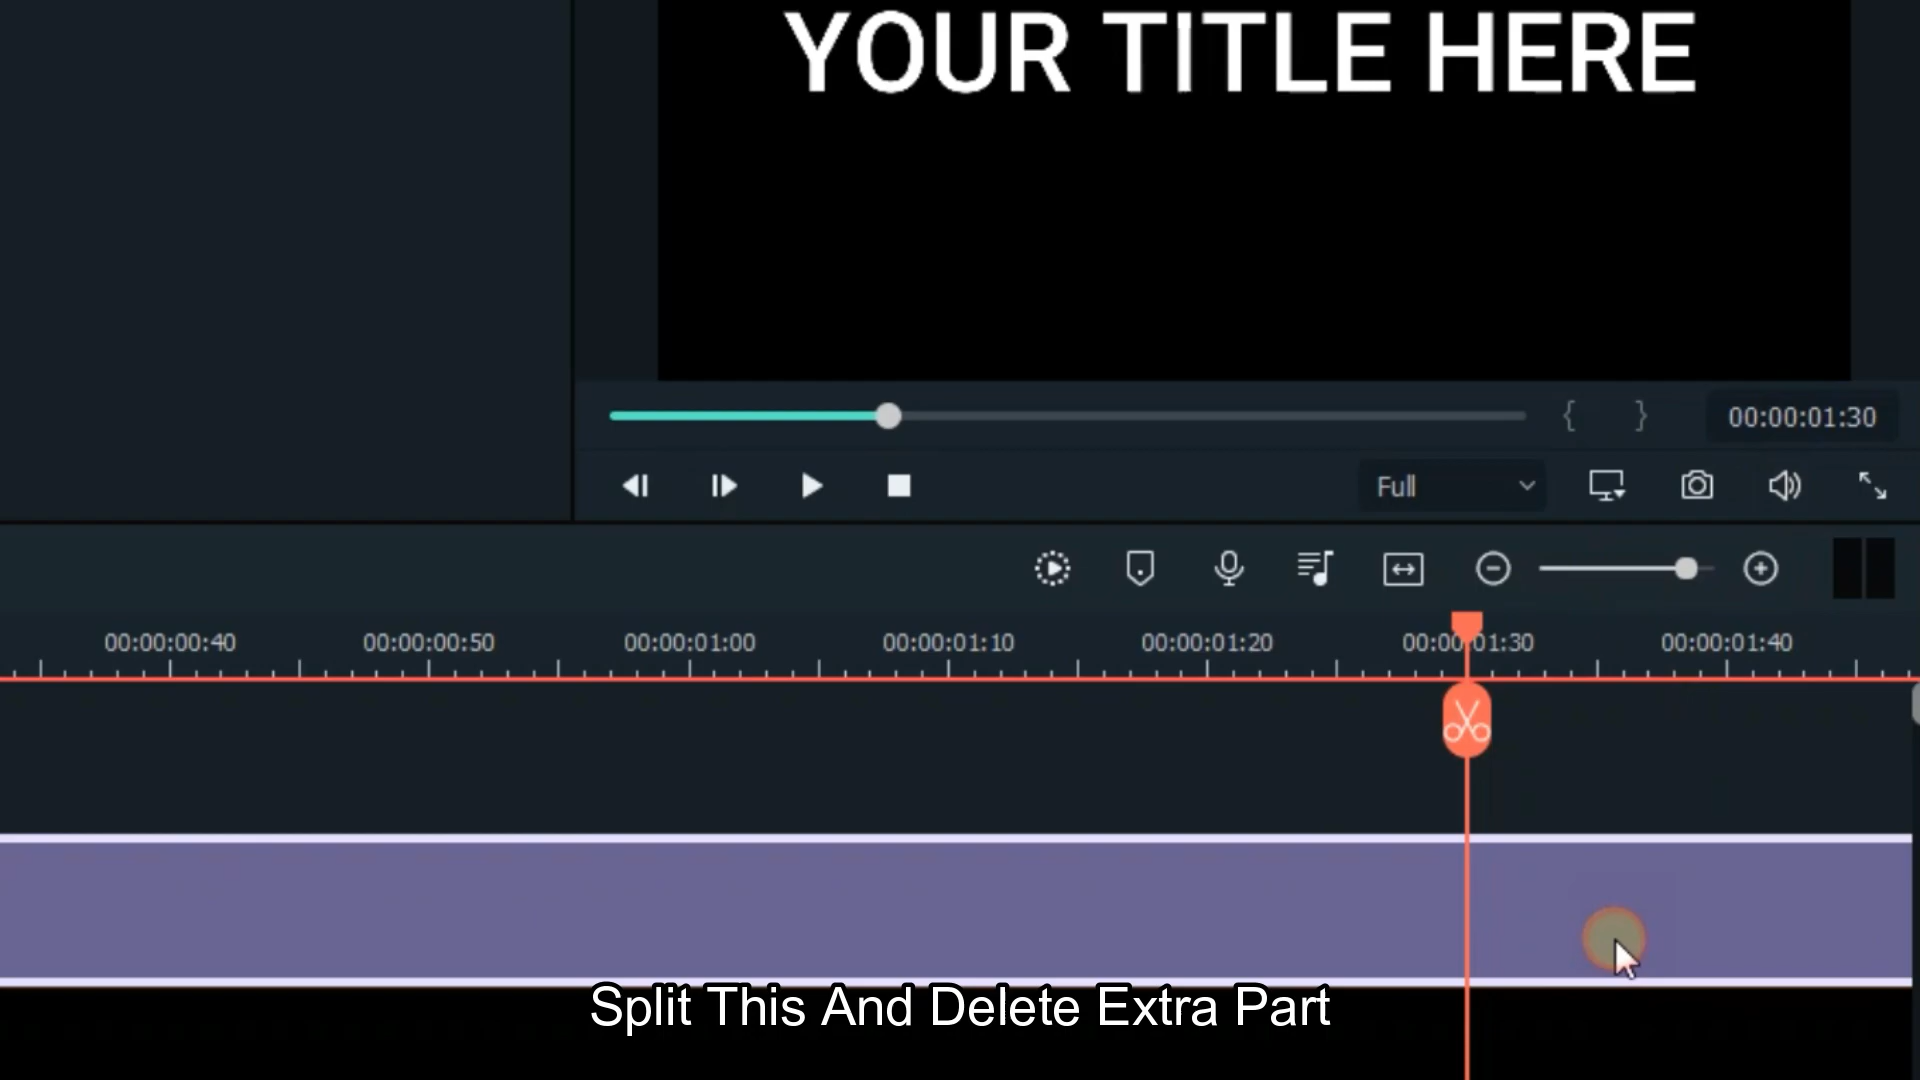 YOUR TITLE HERE
{ } 00:00:01:30
Full
00:00:00:40 00:00:00:50 00:00:01:00 00:00:01:10 00:00:01:20 00:00:01:30 00:00:01:40
Split This And Delete Extra Part